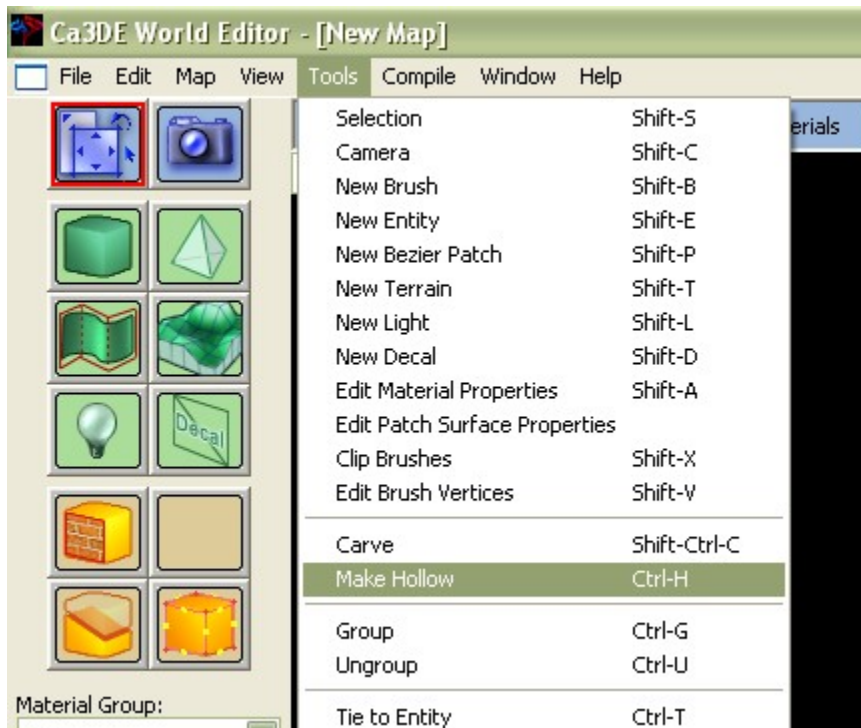 Ca3DE World Editor - [New Map]
File Edit Map View Tools Compile Window Help
erials
Selection Shift-S
Camera Shift-C
New Brush Shift-B
New Entity Shift-E
New Bezier Patch Shift-P
New Terrain Shift-T
New Light Shift-L
New Decal Shift-D
Edit Material Properties Shift-A
Edit Patch Surface Properties
Clip Brushes Shift-X
Edit Brush Vertices Shift-V
Carve Shift-Ctrl-C
Make Hollow Ctrl-H
Group Ctrl-G
Ungroup Ctrl-U
Tie to Entity Ctrl-T
Decal
Material Group: